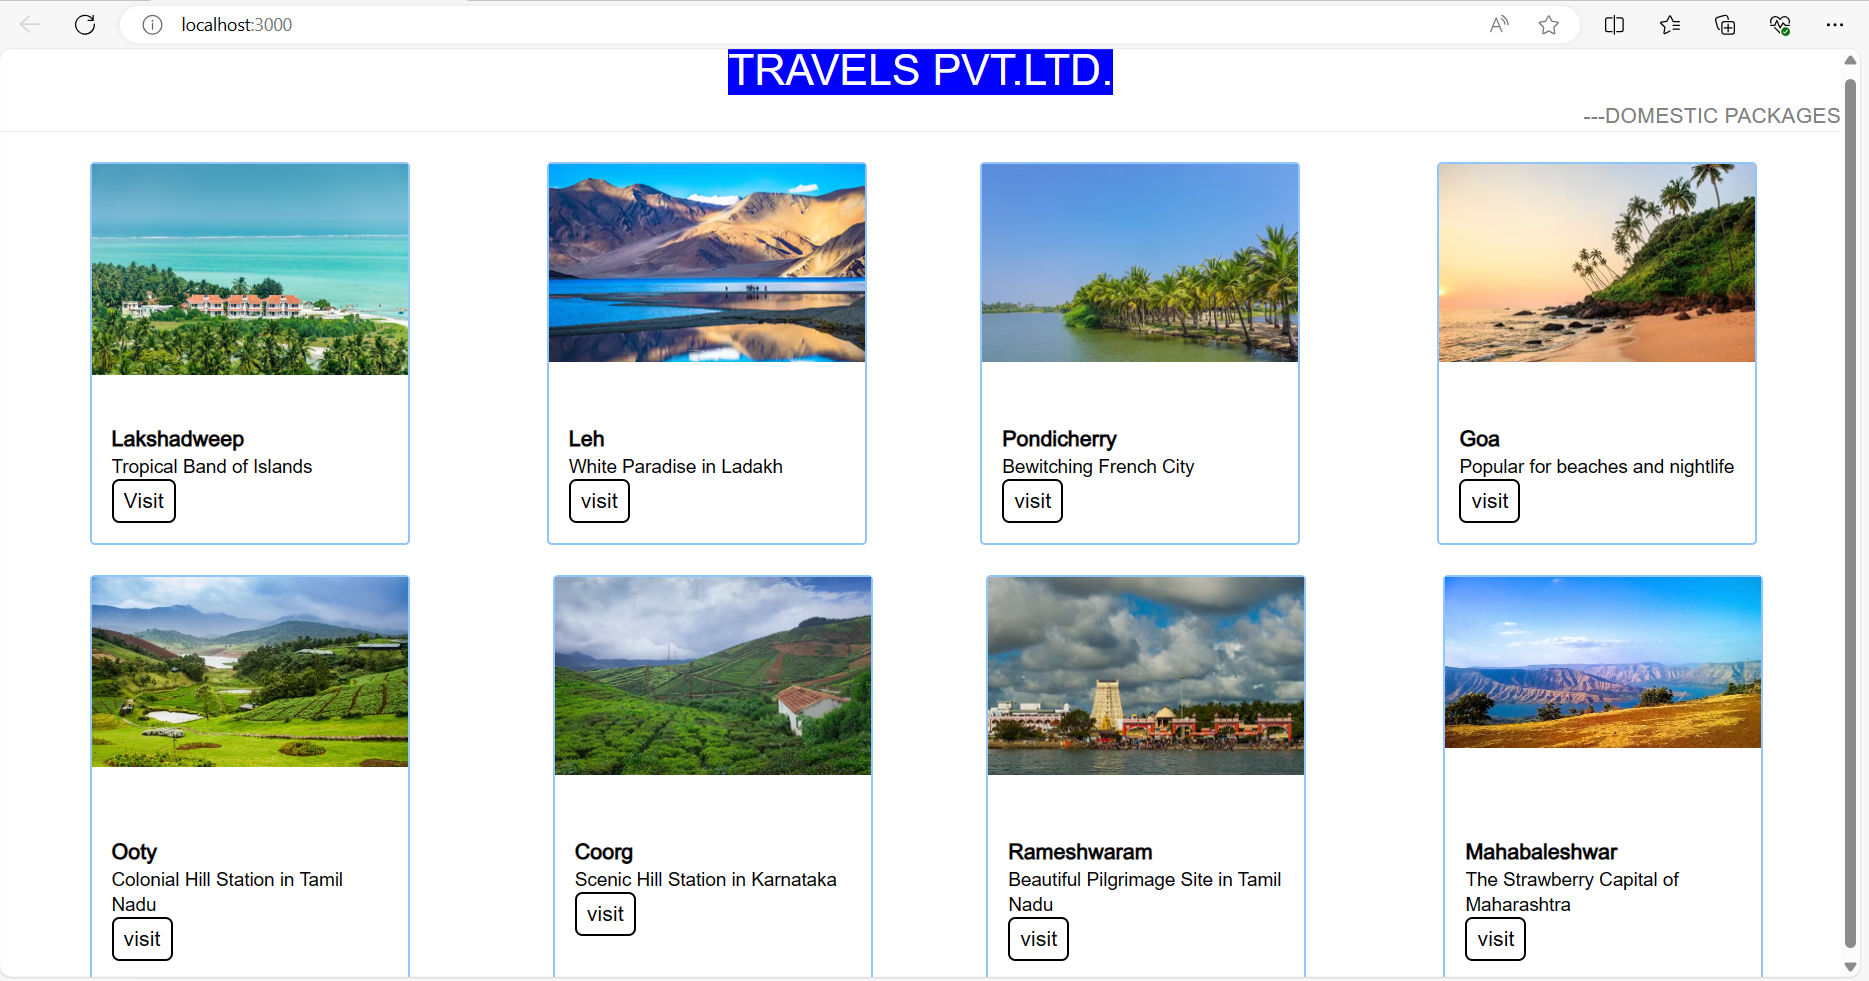 localhost:3000
TRAVELS PVT.LTD.
---DOMESTIC PACKAGES
Lakshadweep
Tropical Band of Islands
Visit
Leh
White Paradise in Ladakh
visit
Pondicherry
Bewitching French City
visit
Goa
Popular for beaches and nightlife
visit
Ooty
Colonial Hill Station in Tamil
Nadu
visit
Coorg
Scenic Hill Station in Karnataka
visit
Rameshwaram
Beautiful Pilgrimage Site in Tamil
Nadu
visit
Mahabaleshwar
The Strawberry Capital of
Maharashtra
visit